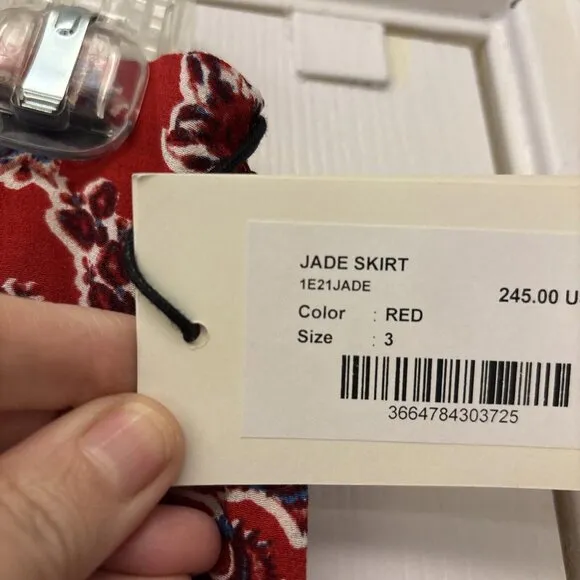 JADE SKIRT
1E21JADE
245.00 U
Color : RED
Size : 3
3664784303725